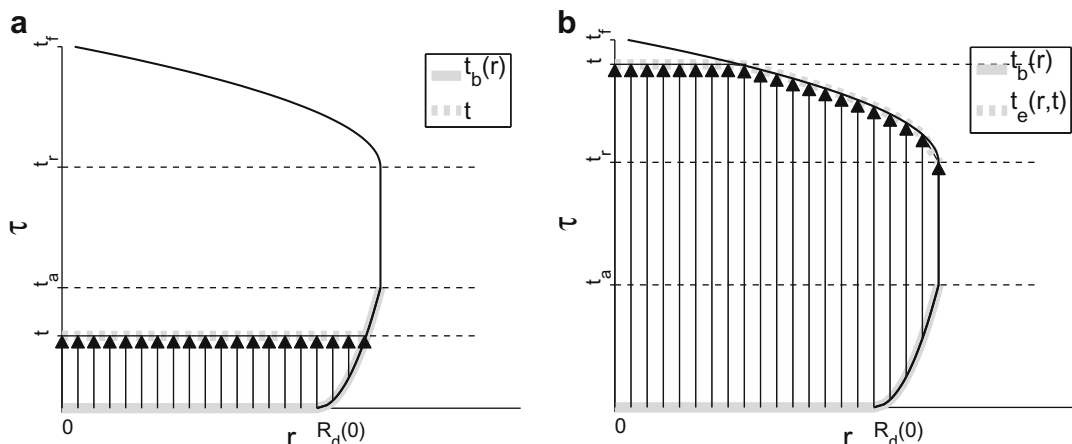 a
t_f
t_b(r)
t
t_r
τ
t_a
t
0
r
R_d(0)
b
t_f
t
t_b(r)
t_e(r,t)
t_r
τ
t_a
0
r
R_d(0)